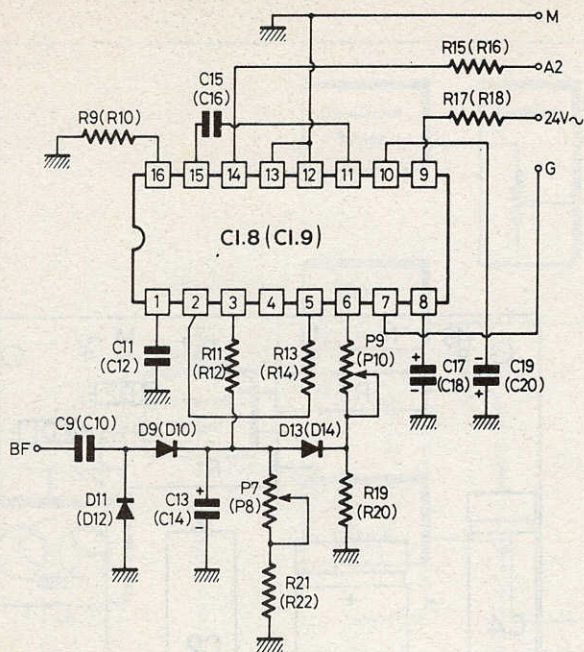 M
R15(R16)
A2
C15
(C16)
R17(R18)
24V~
R9(R10)
G
16 15 14 13 12 11 10 9
CI.8(CI.9)
1 2 3 4 5 6 7 8
P9
(P10)
C11
(C12)
R11
(R12)
R13
(R14)
+
-
C17
(C18)
-
+
C19
(C20)
C9(C10)
D9(D10)
D13(D14)
BF
D11
(D12)
+
-
C13
(C14)
P7
(P8)
R19
(R20)
R21
(R22)